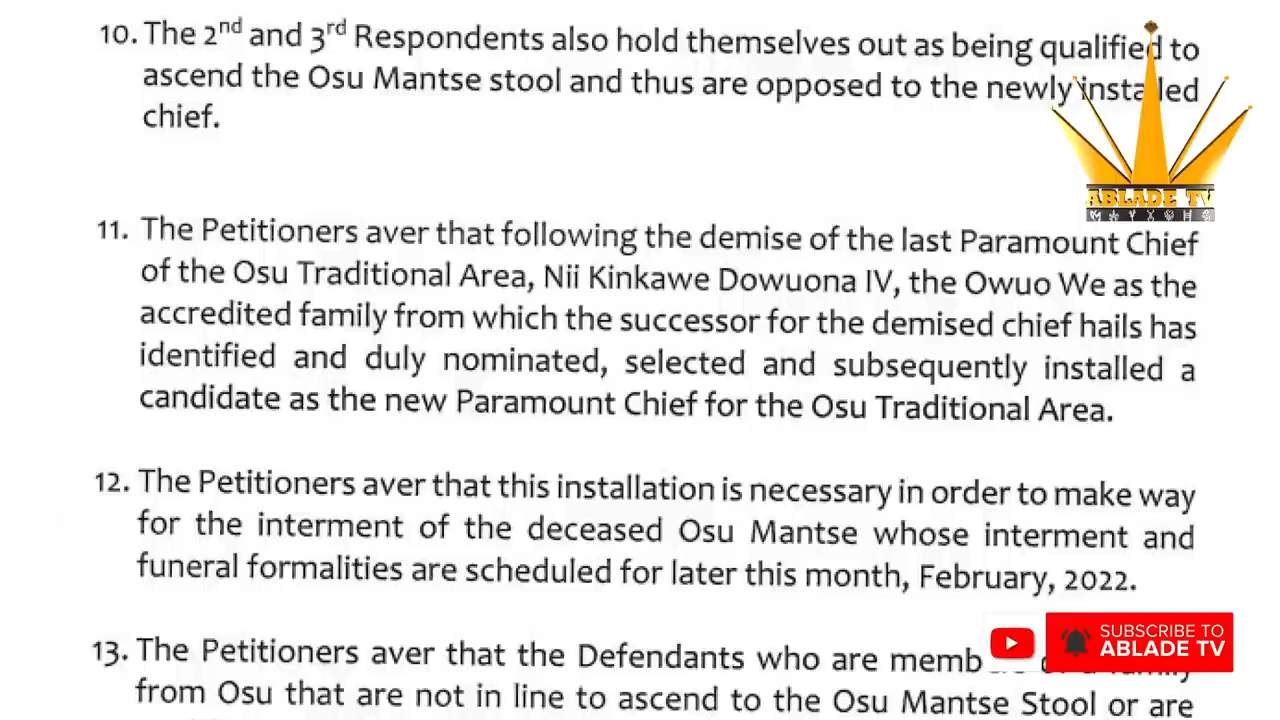 10. The 2nd and 3rd Respondents also hold themselves out as being qualified to
ascend the Osu Mantse stool and thus are opposed to the newly installed
chief.
ABLADE TV
11. The Petitioners aver that following the demise of the last Paramount Chief
of the Osu Traditional Area, Nii Kinkawe Dowuona IV, the Owuo We as the
accredited family from which the successor for the demised chief hails has
identified and duly nominated, selected and subsequently installed a
candidate as the new Paramount Chief for the Osu Traditional Area.
12. The Petitioners aver that this installation is necessary in order to make way
for the interment of the deceased Osu Mantse whose interment and
funeral formalities are scheduled for later this month, February, 2022.
13. The Petitioners aver that the Defendants who are memb a family
from Osu that are not in line to ascend to the Osu Mantse Stool or are
SUBSCRIBE TO
ABLADE TV